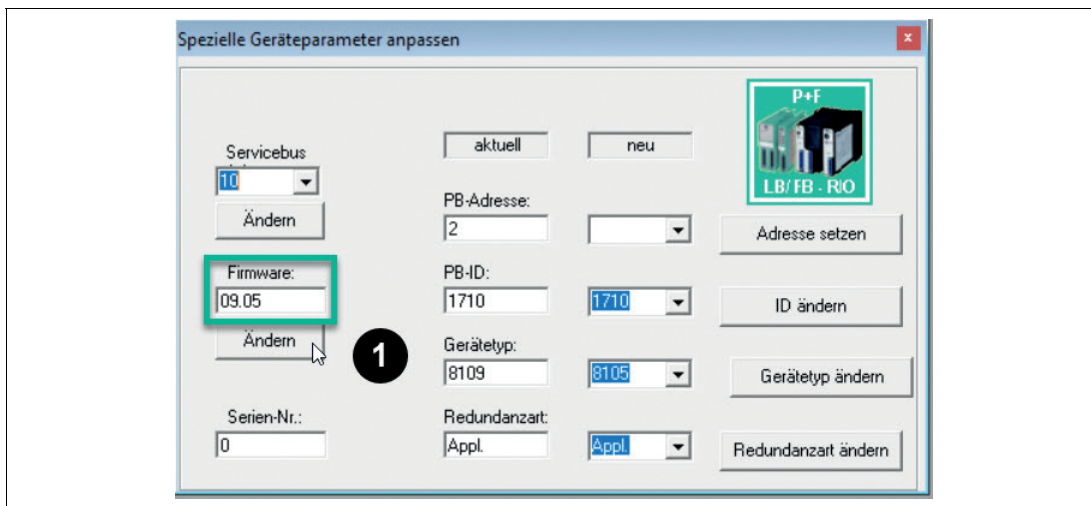 Spezielle Geräteparameter anpassen
x
P+F
LB/FB - RIO
Servicebus
10
Ändern
Firmware:
09.05
Ändern
1
Serien-Nr.:
0
aktuell
neu
PB-Adresse:
2
Adresse setzen
PB-ID:
1710
1710
ID ändern
Gerätetyp:
8109
8105
Gerätetyp ändern
Redundanzart:
Appl.
Appl.
Redundanzart ändern